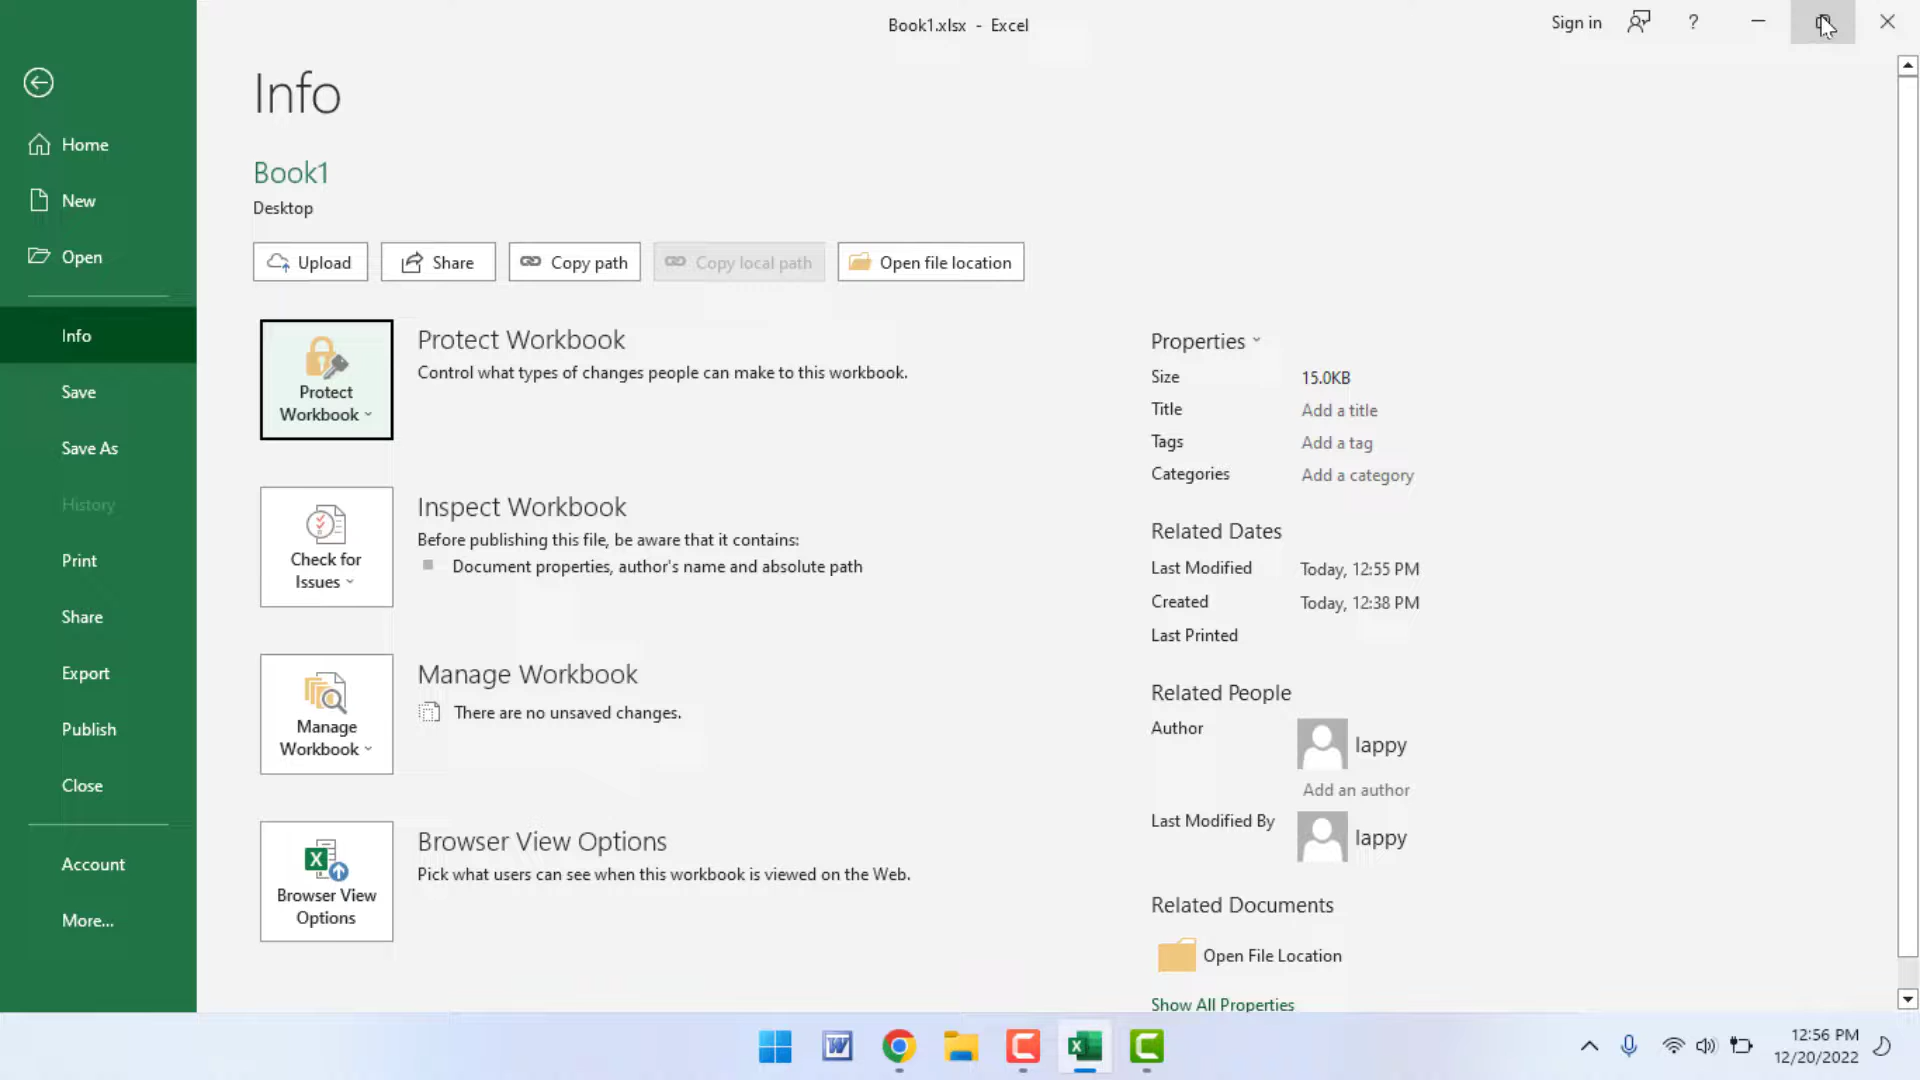 Book1.xlsx - Excel
Sign in
?
Home
New
Open
Info
Save
Save As
History
Print
Share
Export
Publish
Close
Account
More...
Info
Book1
Desktop
Upload
Share
Copy path
Copy local path
Open file location
Protect
Workbook
Protect Workbook
Control what types of changes people can make to this workbook.
Check for
Issues
Inspect Workbook
Before publishing this file, be aware that it contains:
Document properties, author's name and absolute path
Manage
Workbook
Manage Workbook
There are no unsaved changes.
Browser View
Options
Browser View Options
Pick what users can see when this workbook is viewed on the Web.
Properties
Size 15.0KB
Title Add a title
Tags Add a tag
Categories Add a category
Related Dates
Last Modified Today, 12:55 PM
Created Today, 12:38 PM
Last Printed
Related People
Author lappy
Add an author
Last Modified By lappy
Related Documents
Open File Location
Show All Properties
12:56 PM
12/20/2022